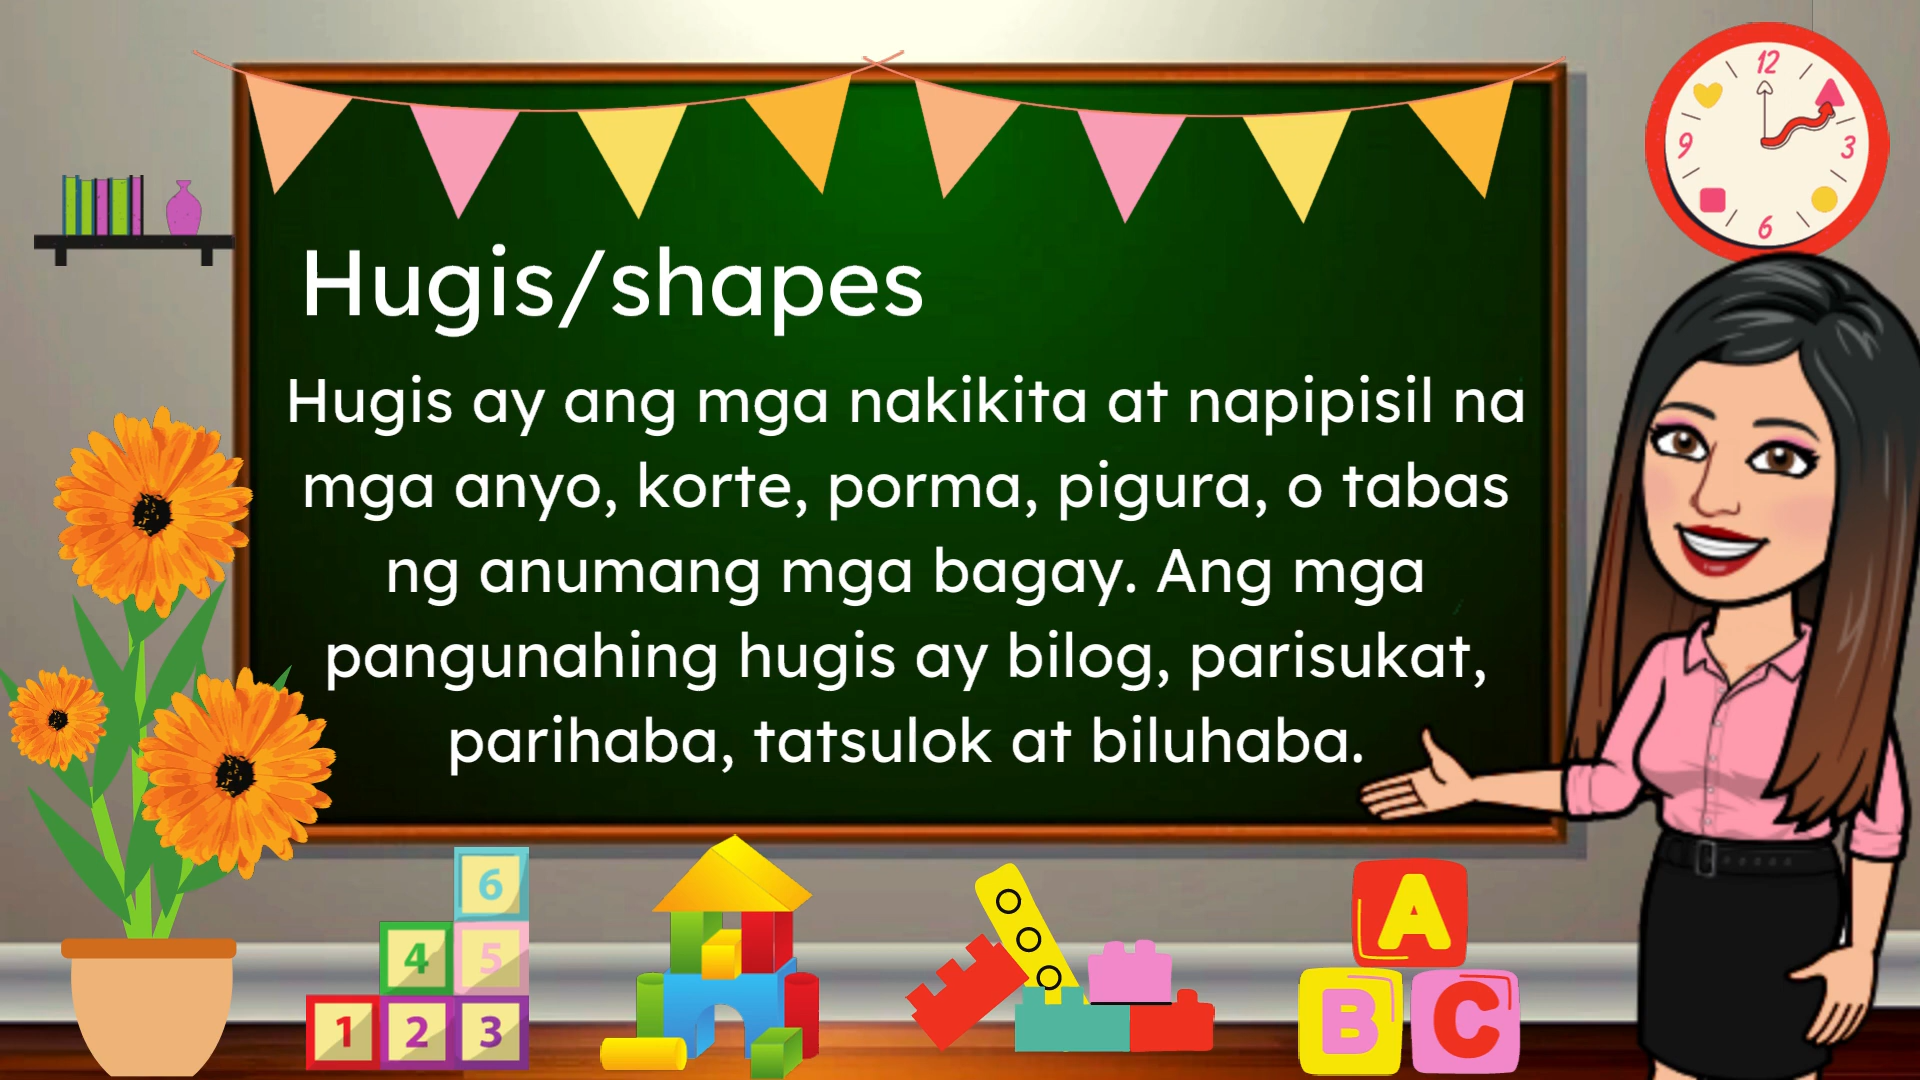 Hugis/shapes
Hugis ay ang mga nakikita at napipisil na
mga anyo, korte, porma, pigura, o tabas
ng anumang mga bagay. Ang mga
pangunahing hugis ay bilog, parisukat,
parihaba, tatsulok at biluhaba.
12
9
3
6
6
4
5
1
2
3
A
B
C